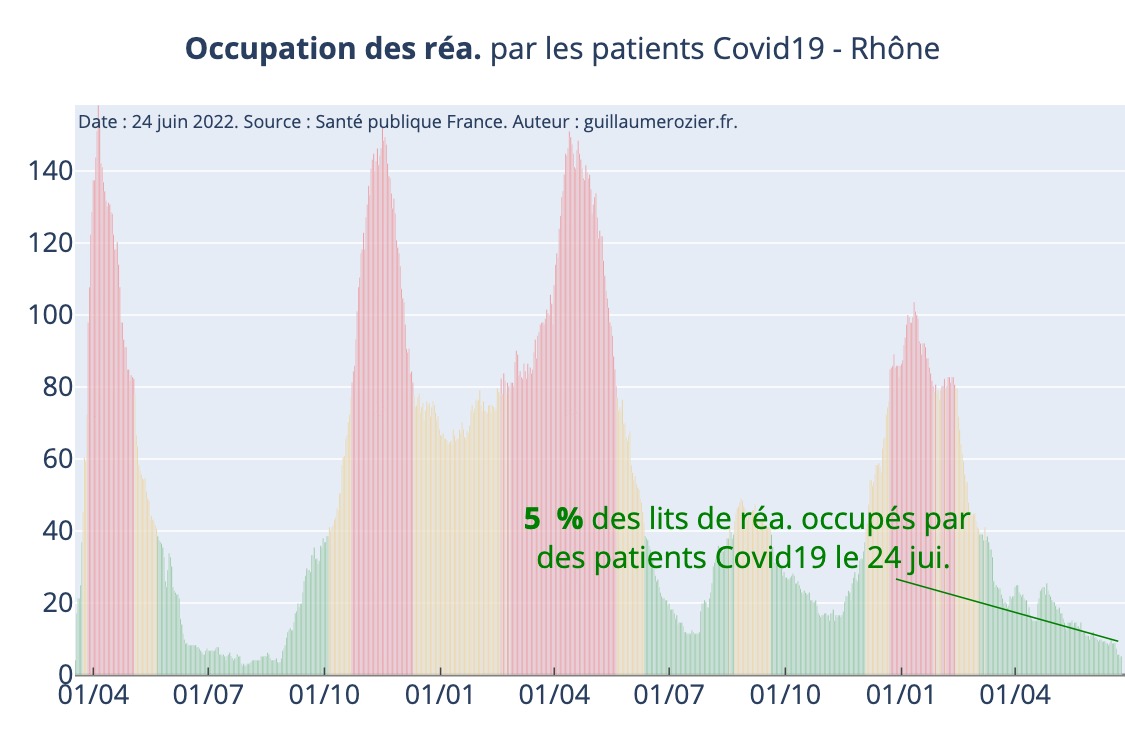 Occupation des réa. par les patients Covid19 - Rhône
Date : 24 juin 2022. Source : Santé publique France. Auteur : guillaumerozier.fr.
140
120
100
80
60
40
20
0
5 % des lits de réa. occupés par
des patients Covid19 le 24 jui.
01/04 01/07 01/10 01/01 01/04 01/07 01/10 01/01 01/04